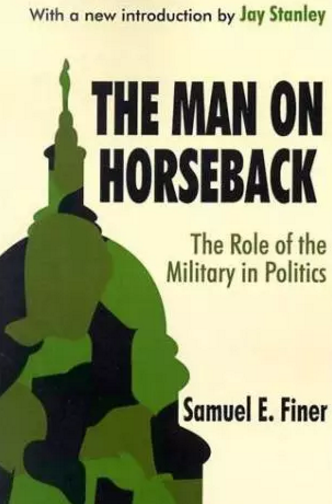 With a new introduction by Jay Stanley
THE MAN ON
HORSEBACK
The Role of the
Military in Politics
Samuel E. Finer